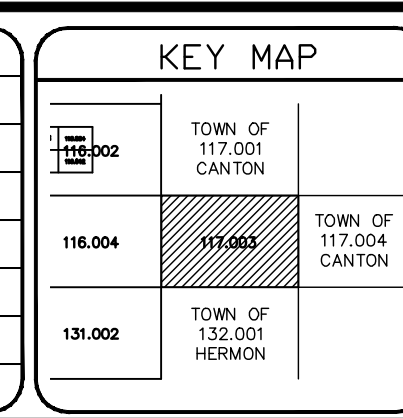 KEY MAP
116.002
TOWN OF
117.001
CANTON
116.004
117.003
TOWN OF
117.004
CANTON
131.002
TOWN OF
132.001
HERMON